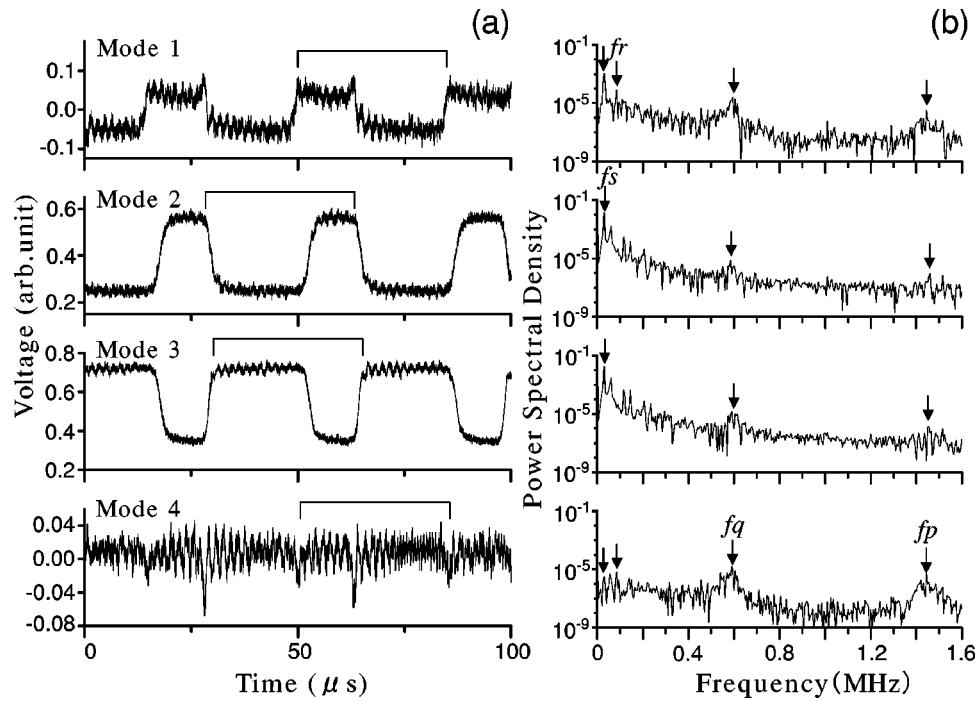 (a)
Mode 1
0.1
0.0
-0.1
Mode 2
0.6
0.4
0.2
Mode 3
0.8
0.6
0.4
0.2
Mode 4
0.04
0.00
-0.04
-0.08
0
50
100
Time (μs)
Voltage (arb.unit)
(b)
10-1
10-5
10-9
fr
10-1
10-5
10-9
fs
10-1
10-5
10-9
10-1
10-5
10-9
fq
fp
0
0.4
0.8
1.2
1.6
Frequency(MHz)
Power Spectral Density